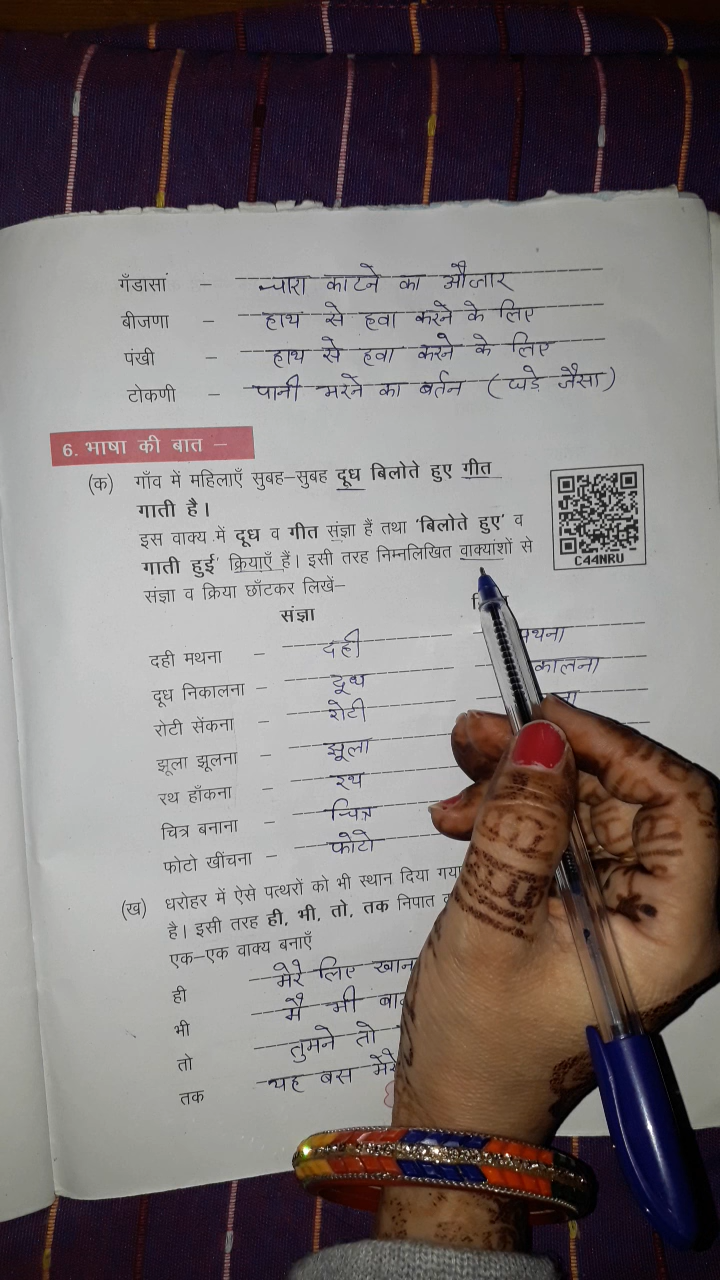 गँडासां – चारा काटने का औजार
बीजणा – हाथ से हवा करने के लिए
पंखी – हाथ से हवा करने के लिए
टोकणी – पानी भरने का बर्तन (घड़े जैसा)
6. भाषा की बात –
(क) गाँव में महिलाएँ सुबह–सुबह दूध बिलोते हुए गीत
गाती है।
इस वाक्य में दूध व गीत संज्ञा हैं तथा 'बिलोते हुए' व
गाती हुई' क्रियाएँ हैं। इसी तरह निम्नलिखित वाक्यांशों से
संज्ञा व क्रिया छाँटकर लिखें–
C44NRU
संज्ञा
दही मथना – दही मथना
दूध निकालना – दूध कालना
रोटी सेंकना – रोटी ना
झूला झूलना – झूला
रथ हाँकना – रथ
चित्र बनाना – चित्र
फोटो खींचना – फोटो
(ख) धरोहर में ऐसे पत्थरों को भी स्थान दिया गया
है। इसी तरह ही, भी, तो, तक निपात
एक–एक वाक्य बनाएँ
ही मेरे लिए
भी मै भी
तो तुमने तो
तक यह बस मेरे